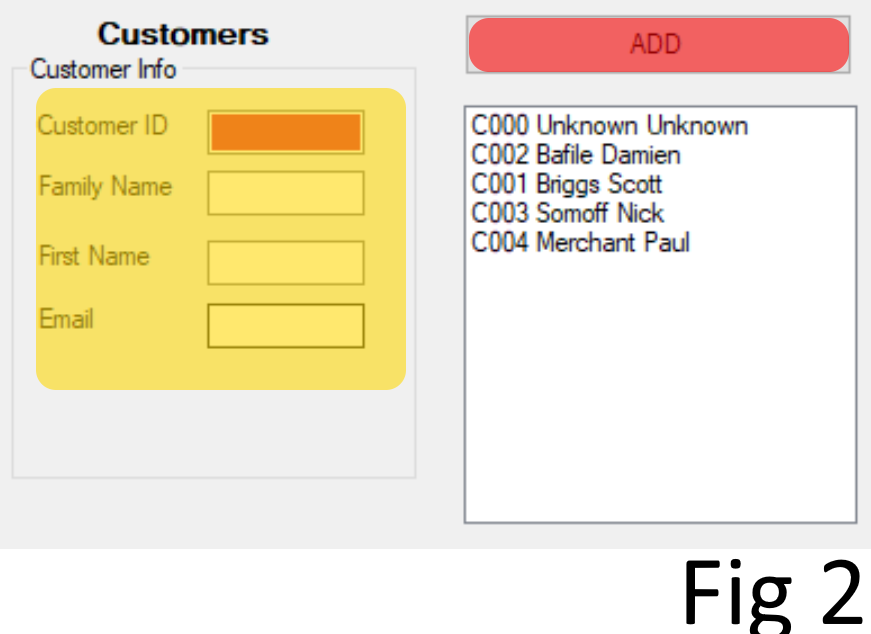 Customers
Customer Info
Customer ID
Family Name
First Name
Email
ADD
C000 Unknown Unknown
C002 Bafile Damien
C001 Briggs Scott
C003 Somoff Nick
C004 Merchant Paul
Fig 2